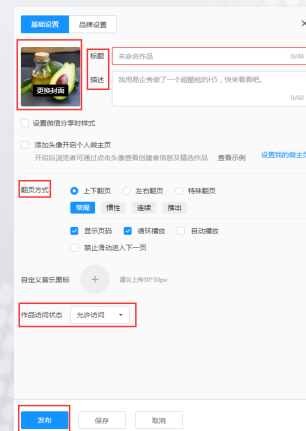 基础设置 品牌设置 ×
标题 未命名作品 0/48
更换封面
描述 我用易企秀做了一个超酷炫的H5，快来看看吧。
0/60
设置微信分享时样式
添加头像开启个人微主页
开启后浏览者可通过点击头像查看创建者信息及精选作品 查看示例 设置我的微主页
翻页方式 上下翻页 左右翻页 特殊翻页
常规 惯性 连续 推出
显示页码 循环播放 自动播放
禁止滑动进入下一页
自定义音乐图标 + 建议上传50*50px
作品访问状态 允许访问
发布 保存 取消